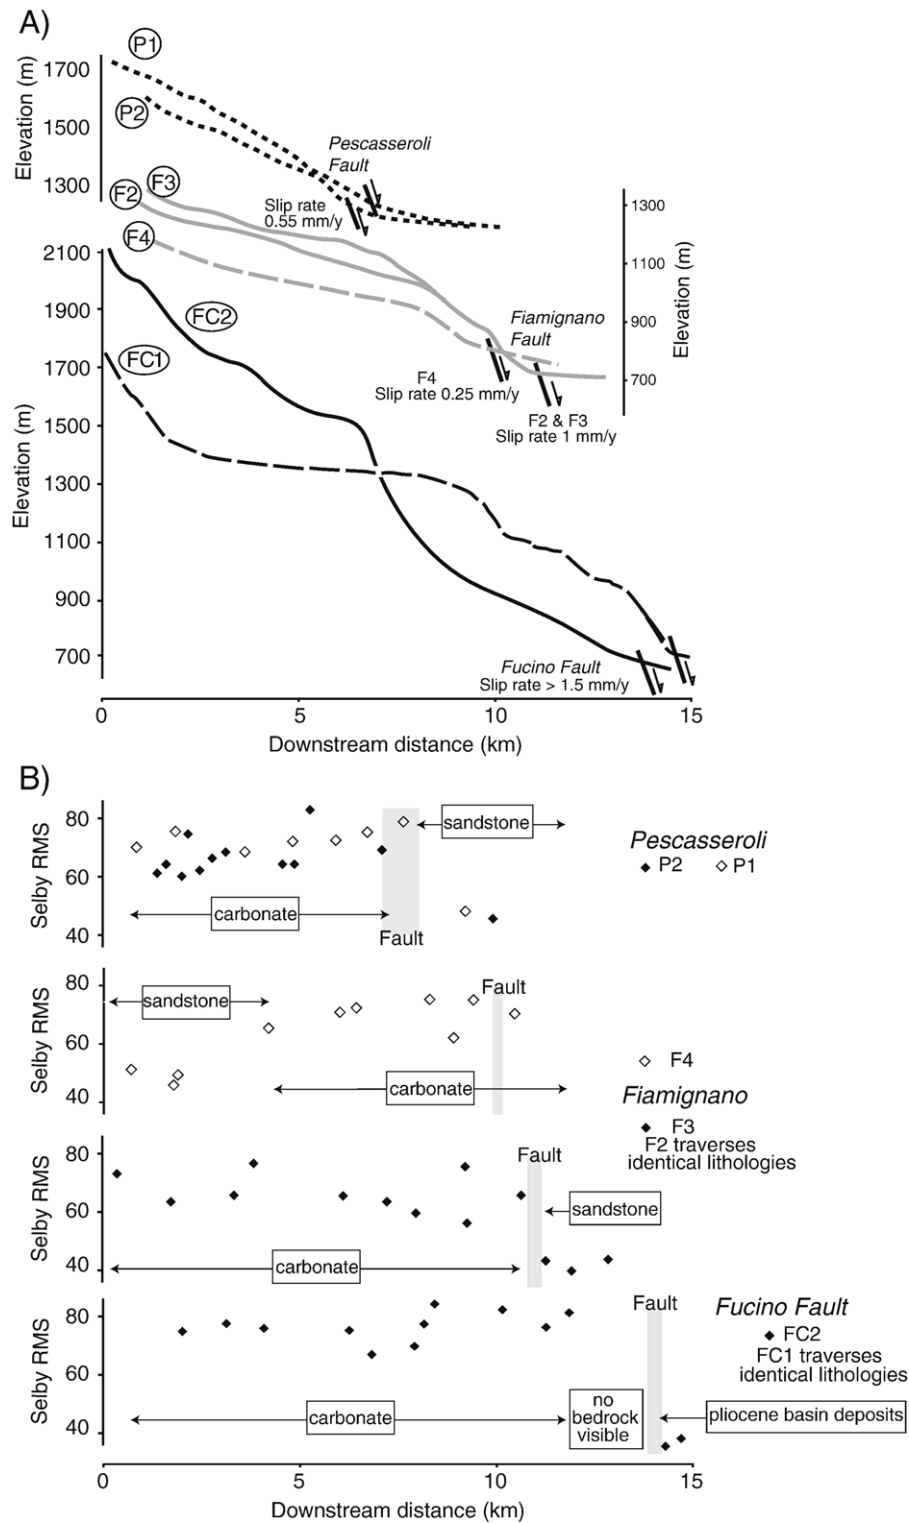 A)
P1
1700
P2
1500
Elevation (m)
Pescasseroli
Fault
1300
F3
F2
Slip rate
0.55 mm/y
1300
F4
2100
1100
Elevation (m)
1900
FC2
Fiamignano
Fault
900
FC1
1700
F4
Slip rate 0.25 mm/y
700
F2 & F3
Slip rate 1 mm/y
1500
Elevation (m)
1300
1100
900
700
Fucino Fault
Slip rate > 1.5 mm/y
0
5
10
15
Downstream distance (km)
B)
80
60
40
Selby RMS
sandstone
carbonate
Fault
Pescasseroli
P2
P1
80
60
40
Selby RMS
sandstone
Fault
carbonate
F4
Fiamignano
F3
F2 traverses
identical lithologies
80
60
40
Selby RMS
Fault
sandstone
carbonate
80
60
40
Selby RMS
Fault
Fucino Fault
FC2
FC1 traverses
identical lithologies
carbonate
no
bedrock
visible
pliocene basin deposits
0
5
10
15
Downstream distance (km)